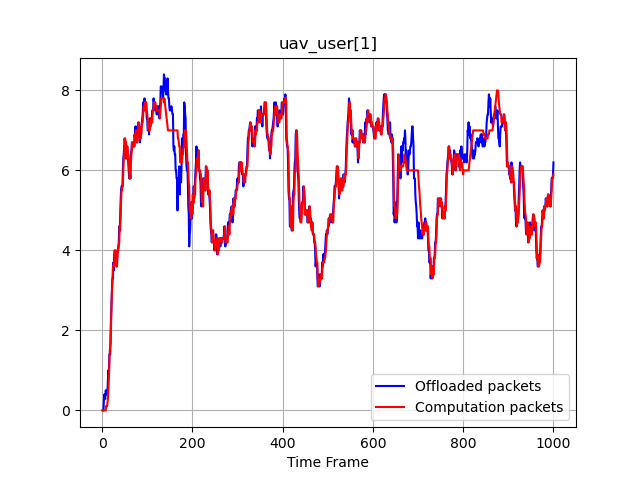 uav_user[1]
8
6
4
2
0
0 200 400 600 800 1000
Time Frame
Offloaded packets
Computation packets